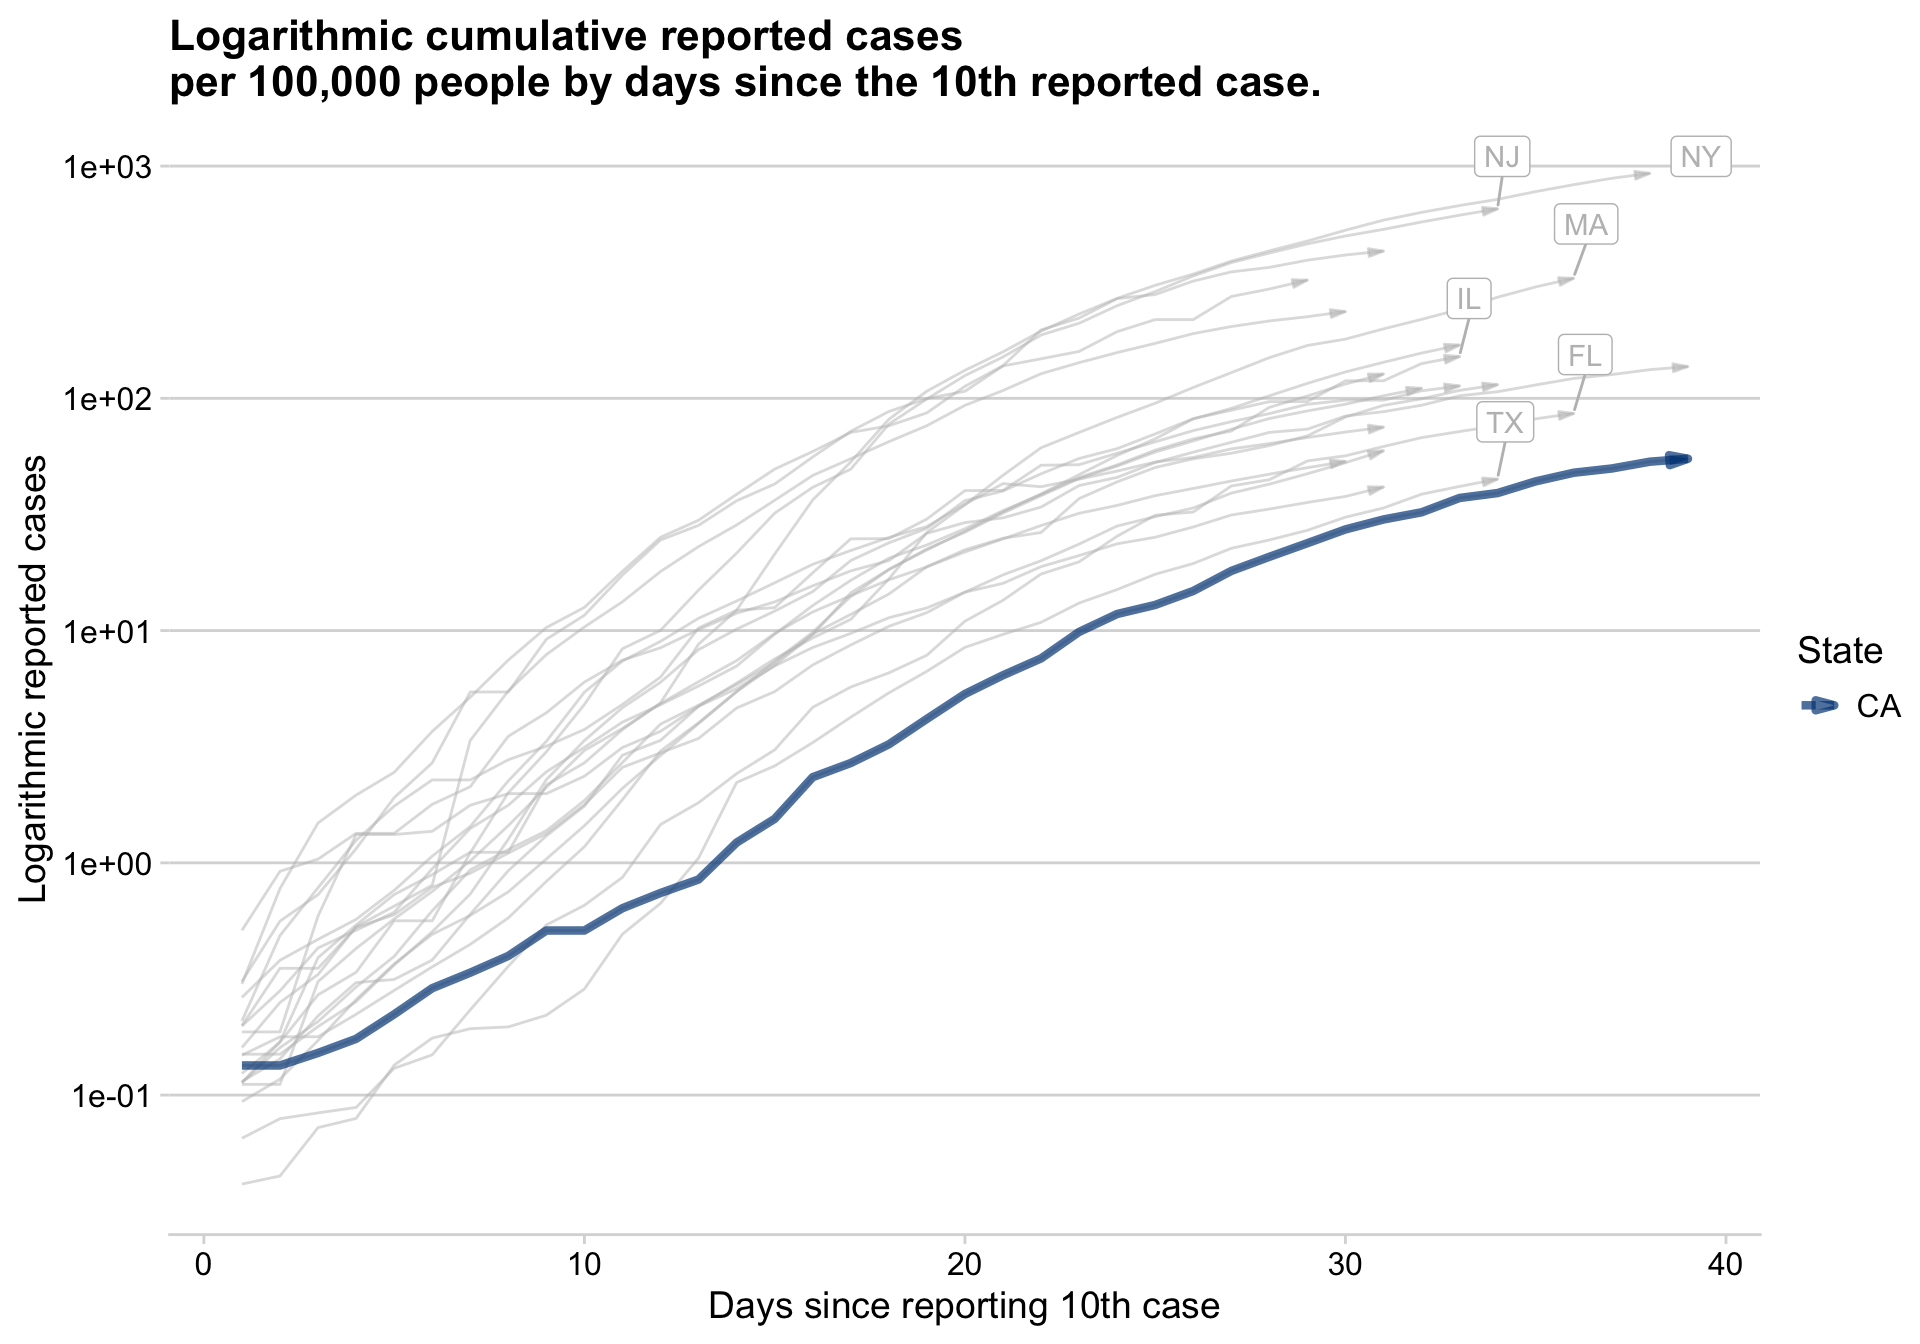 Logarithmic cumulative reported cases
per 100,000 people by days since the 10th reported case.
1e+03
1e+02
1e+01
1e+00
1e-01
Logarithmic reported cases
NJ
NY
MA
IL
FL
TX
State
CA
0
10
20
30
40
Days since reporting 10th case